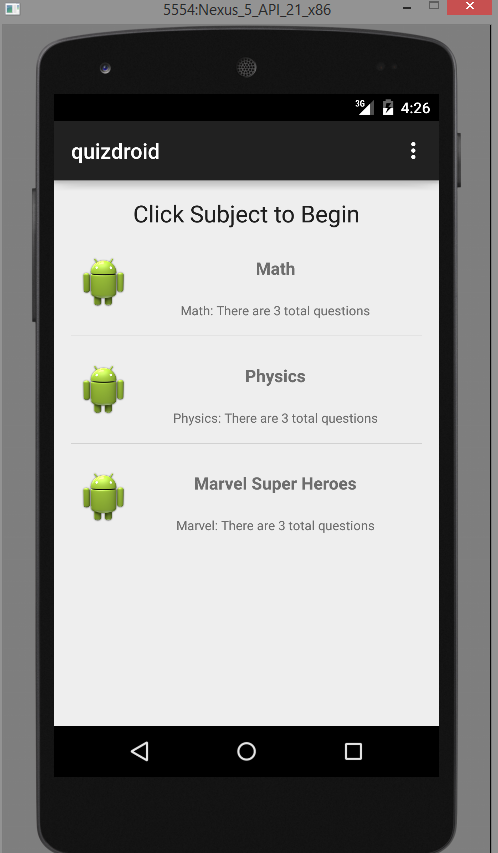 5554:Nexus_5_API_21_x86
3G 4:26
quizdroid
Click Subject to Begin
Math
Math: There are 3 total questions
Physics
Physics: There are 3 total questions
Marvel Super Heroes
Marvel: There are 3 total questions